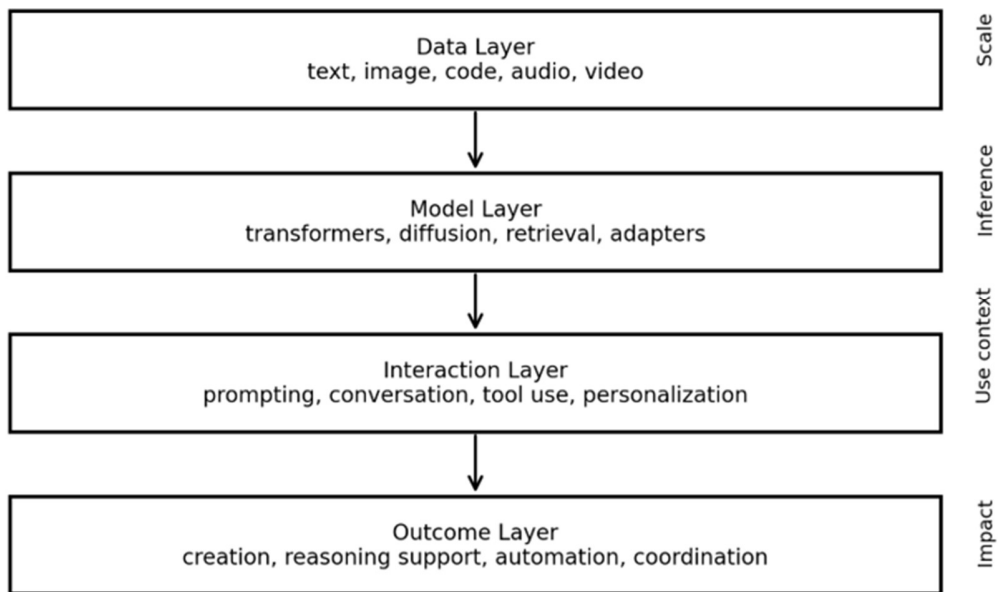 Data Layer
text, image, code, audio, video
Scale
Model Layer
transformers, diffusion, retrieval, adapters
Inference
Interaction Layer
prompting, conversation, tool use, personalization
Use context
Outcome Layer
creation, reasoning support, automation, coordination
Impact